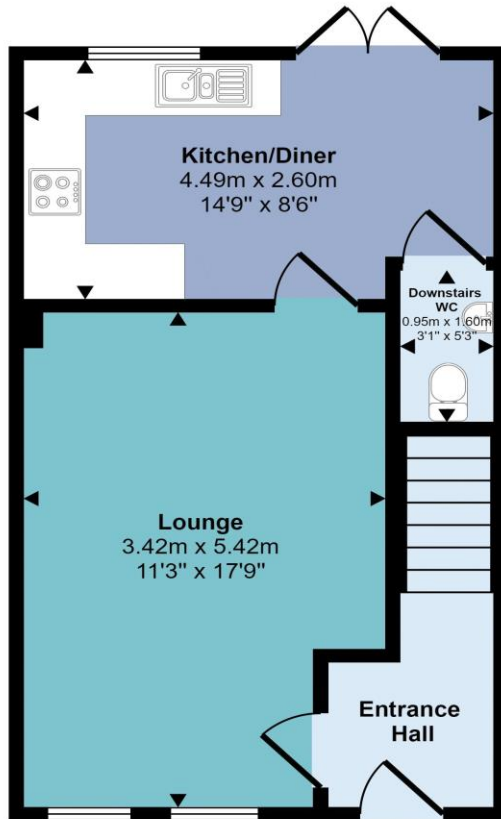 Kitchen/Diner
4.49m x 2.60m
14'9" x 8'6"
Downstairs
WC
0.95m x 1.60m
3'1" x 5'3"
Lounge
3.42m x 5.42m
11'3" x 17'9"
Entrance
Hall